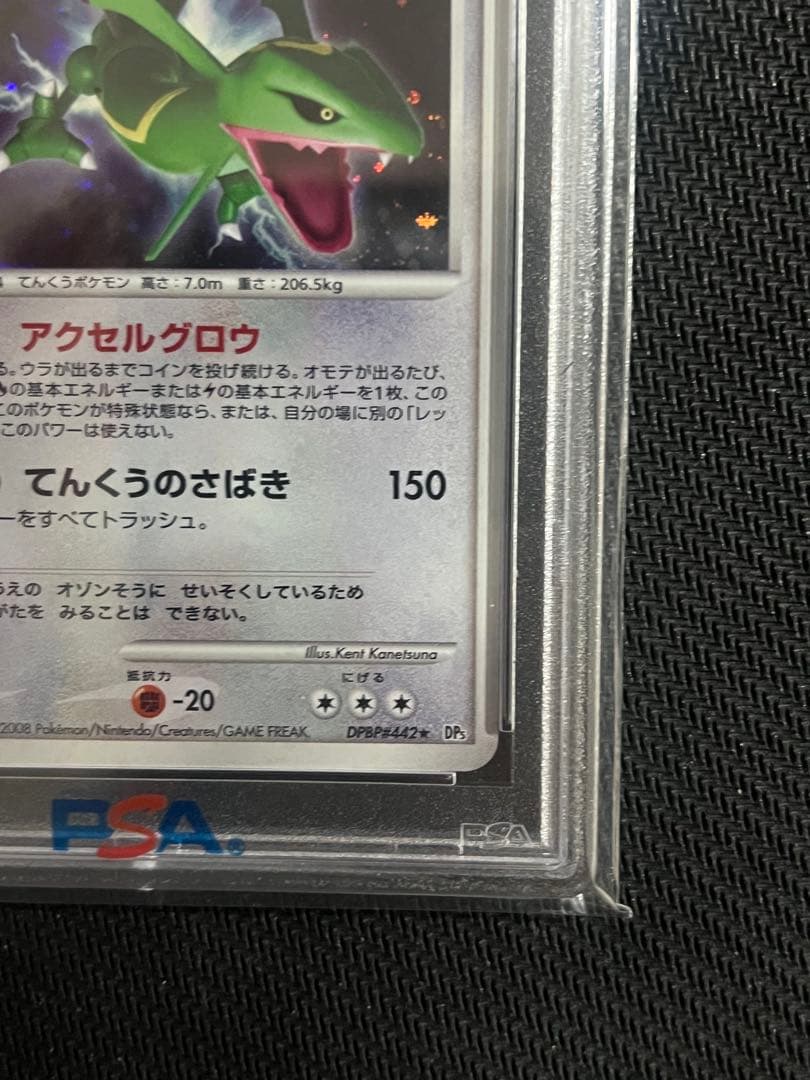 てんくうポケモン 高さ：7.0m 重さ：206.5kg
アクセルグロウ
る。ウラが出るまでコインを投げ続ける。オモテが出るたび、
の基本エネルギーまたはの基本エネルギーを1枚、この
このポケモンが特殊状態なら、または、自分の場に別の「レッ
このパワーは使えない。
てんくうのさばき 150
ーをすべてトラッシュ。
うえの オゾンそうに せいそくしているため
がたを みることは できない。
Illus.Kent Kanetsuna
抵抗力 にげる
-20
2008 Pokémon/Nintendo/Creatures/GAME FREAK. DPBP#442★ DPs
PSA® PSA